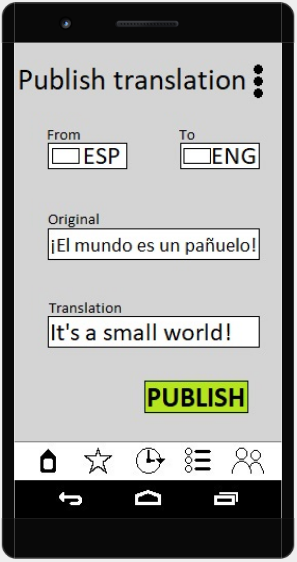 Publish translation
From To
ESP ENG
Original
¡El mundo es un pañuelo!
Translation
It's a small world!
PUBLISH